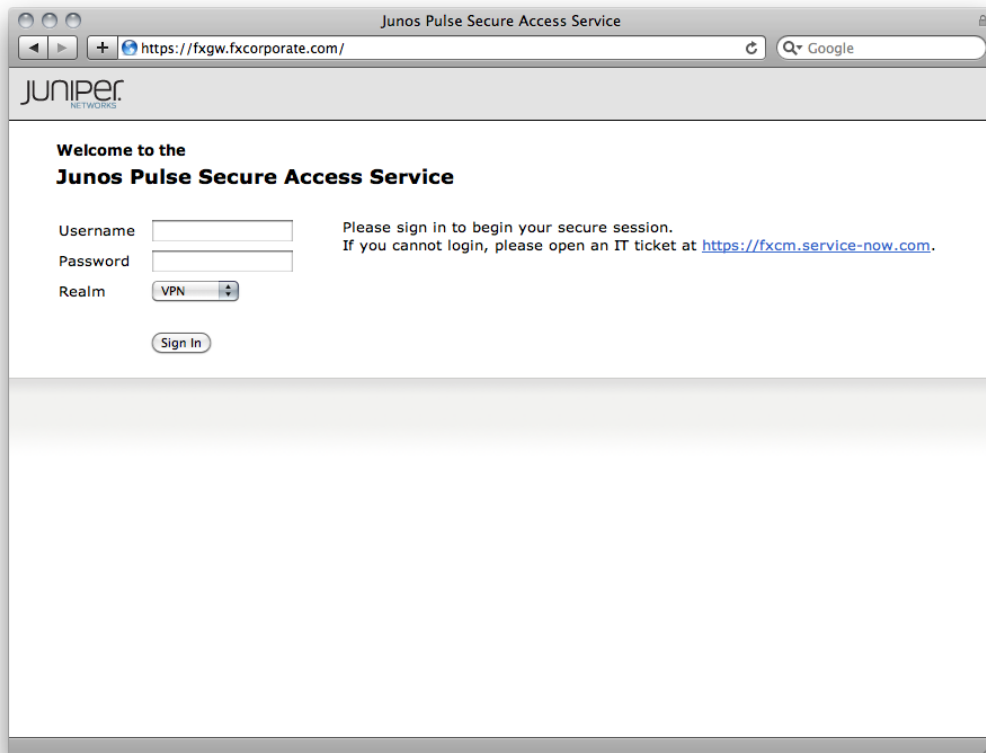 Junos Pulse Secure Access Service
https://fxgw.fxcorporate.com/
Google
JUNIPEr
NETWORKS
Welcome to the
Junos Pulse Secure Access Service
Username
Password
Realm
VPN
Please sign in to begin your secure session.
If you cannot login, please open an IT ticket at https://fxcm.service-now.com.
Sign In